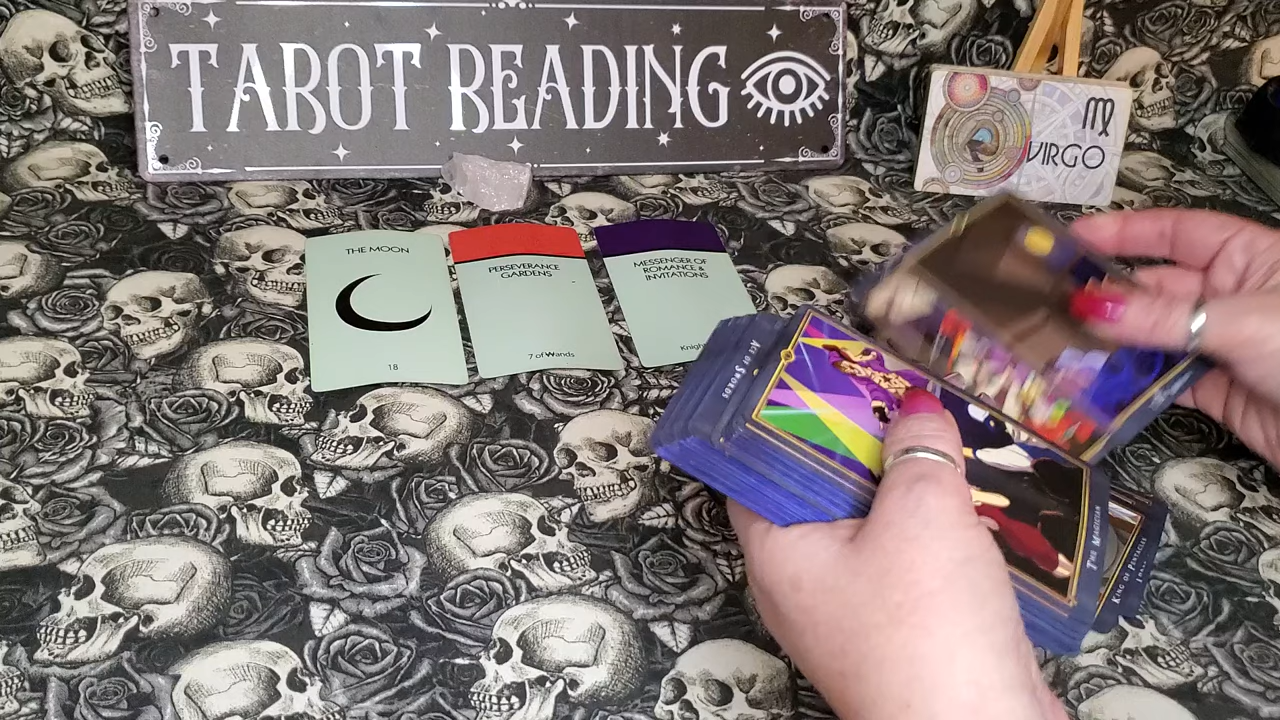 TAROT READING
♍
VIRGO
THE MOON
18
PERSEVERANCE
GARDENS
7 of Wands
MESSENGER OF
ROMANCE &
INVITATIONS
Knight
ACE OF SWORDS
THE MAGICIAN
KING OF PENTACLES